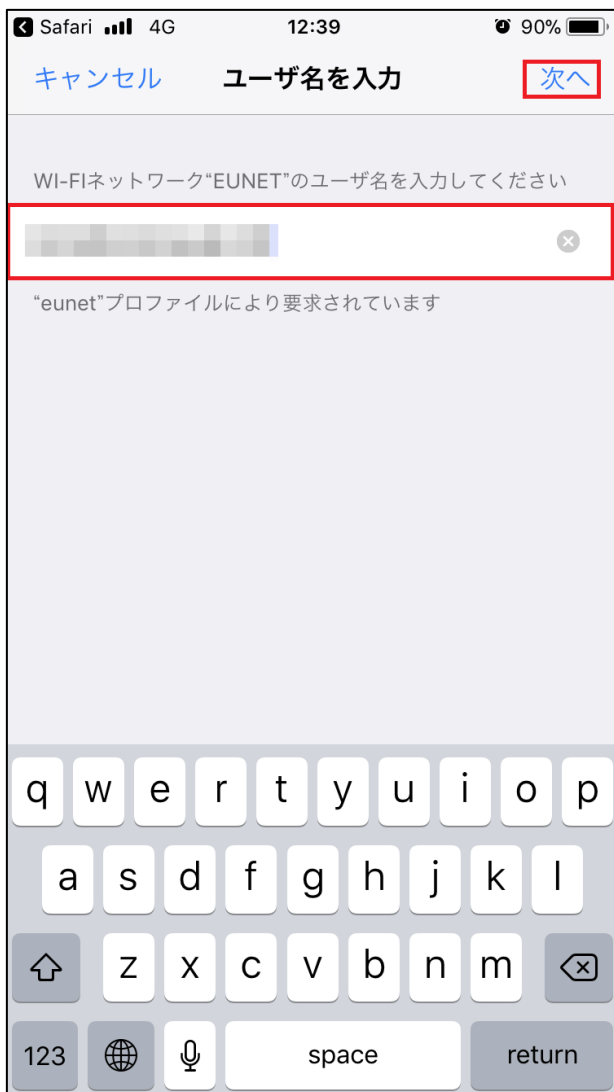 Safari 4G 12:39 90%
キャンセル ユーザ名を入力 次へ
WI-FIネットワーク“EUNET”のユーザ名を入力してください
“eunet”プロファイルにより要求されています
q w e r t y u i o p
a s d f g h j k l
z x c v b n m
123 space return